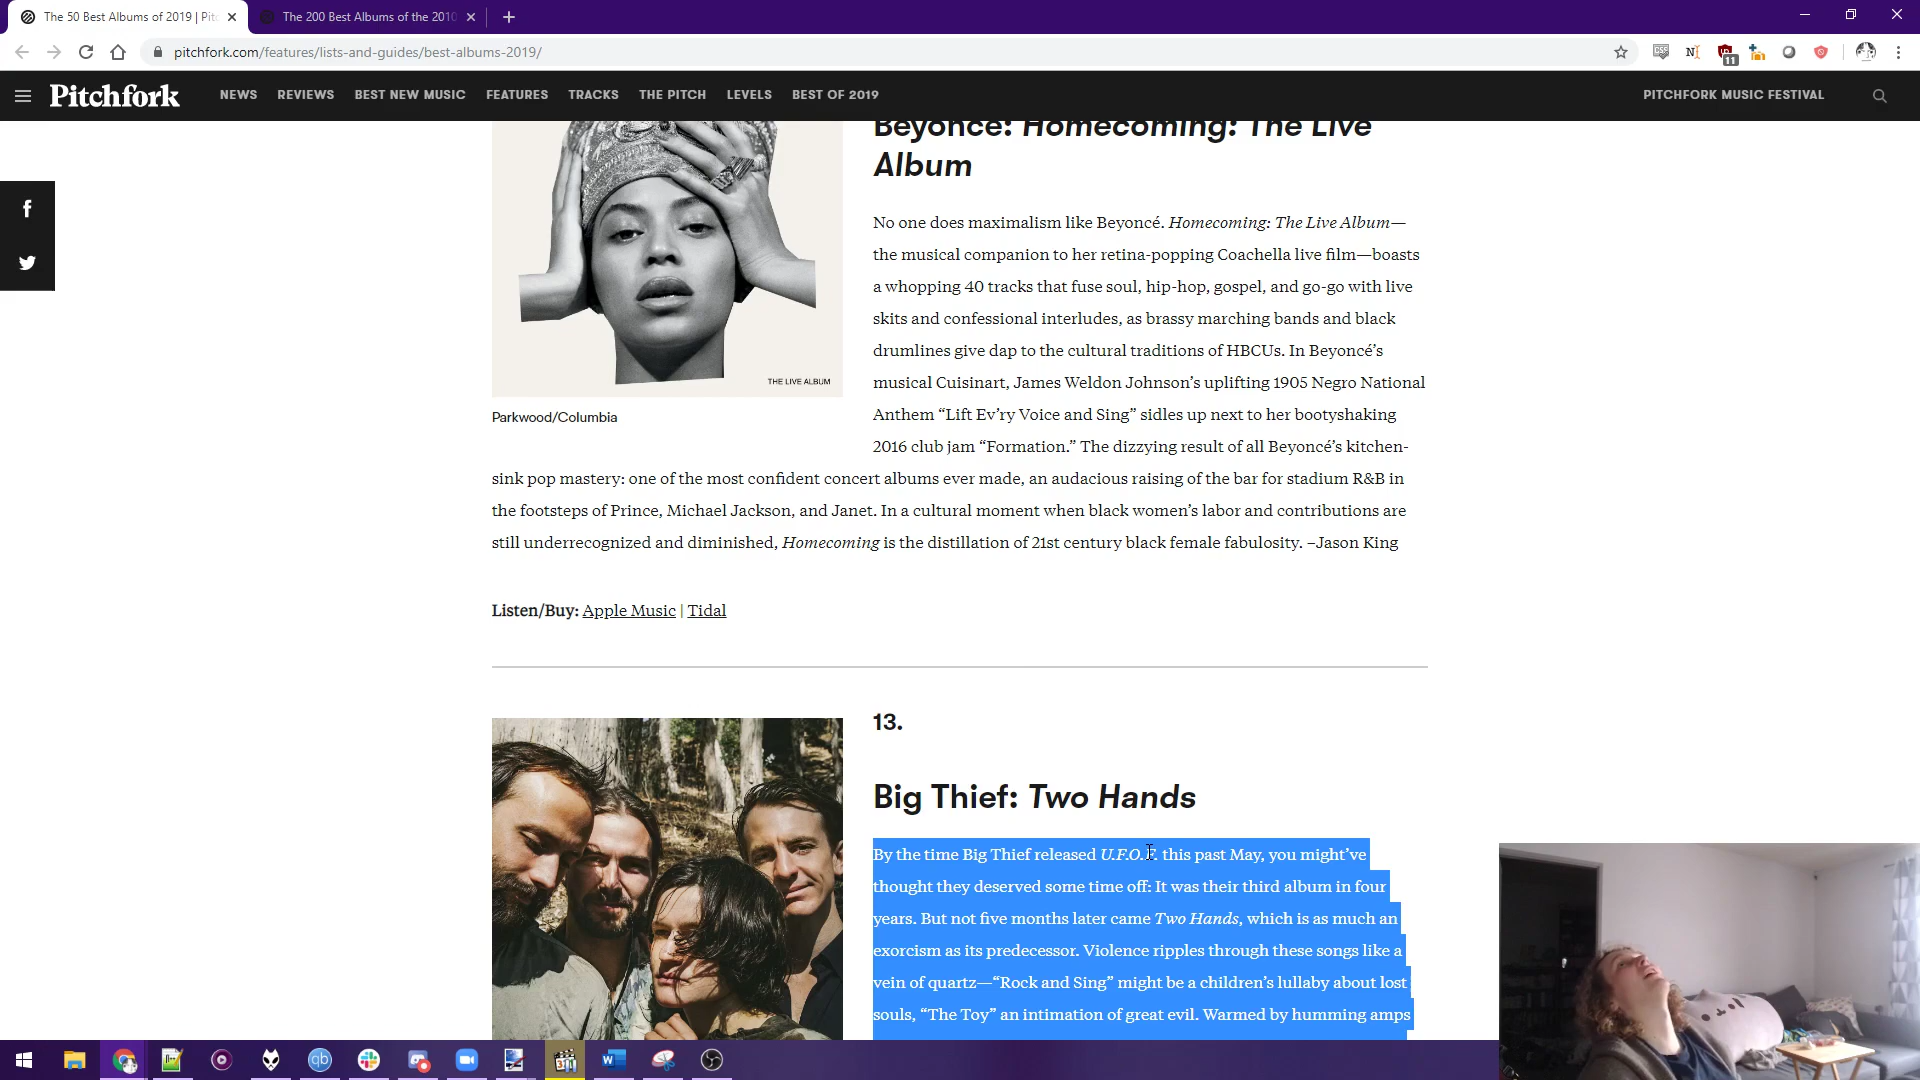 The 50 Best Albums of 2019 | Pitc
The 200 Best Albums of the 2010
pitchfork.com/features/lists-and-guides/best-albums-2019/
11
Pitchfork
NEWS
REVIEWS
BEST NEW MUSIC
FEATURES
TRACKS
THE PITCH
LEVELS
BEST OF 2019
PITCHFORK MUSIC FESTIVAL
Beyoncé: Homecoming: The Live
Album
No one does maximalism like Beyoncé. Homecoming: The Live Album—
the musical companion to her retina-popping Coachella live film—boasts
a whopping 40 tracks that fuse soul, hip-hop, gospel, and go-go with live
skits and confessional interludes, as brassy marching bands and black
drumlines give dap to the cultural traditions of HBCUs. In Beyoncé’s
musical Cuisinart, James Weldon Johnson’s uplifting 1905 Negro National
Anthem “Lift Ev’ry Voice and Sing” sidles up next to her bootyshaking
2016 club jam “Formation.” The dizzying result of all Beyoncé’s kitchen-
sink pop mastery: one of the most confident concert albums ever made, an audacious raising of the bar for stadium R&B in
the footsteps of Prince, Michael Jackson, and Janet. In a cultural moment when black women’s labor and contributions are
still underrecognized and diminished, Homecoming is the distillation of 21st century black female fabulosity. –Jason King
THE LIVE ALBUM
Parkwood/Columbia
Listen/Buy: Apple Music | Tidal
13.
Big Thief: Two Hands
By the time Big Thief released U.F.O.F. this past May, you might’ve
thought they deserved some time off: It was their third album in four
years. But not five months later came Two Hands, which is as much an
exorcism as its predecessor. Violence ripples through these songs like a
vein of quartz—“Rock and Sing” might be a children’s lullaby about lost
souls, “The Toy” an intimation of great evil. Warmed by humming amps